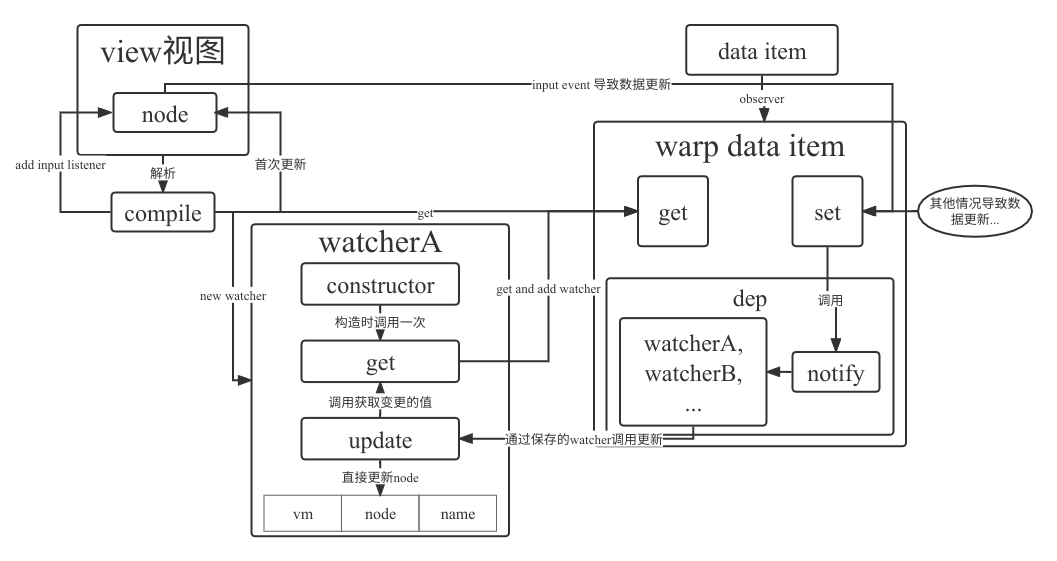 view视图
data item
input event 导致数据更新
observer
node
warp data item
add input listener
解析
首次更新
compile
get
get
set
其他情况导致数
据更新...
watcherA
constructor
new watcher
get and add watcher
dep
调用
构造时调用一次
watcherA,
watcherB,
...
get
notify
调用获取变更的值
update
通过保存的watcher调用更新
直接更新node
vm
node
name